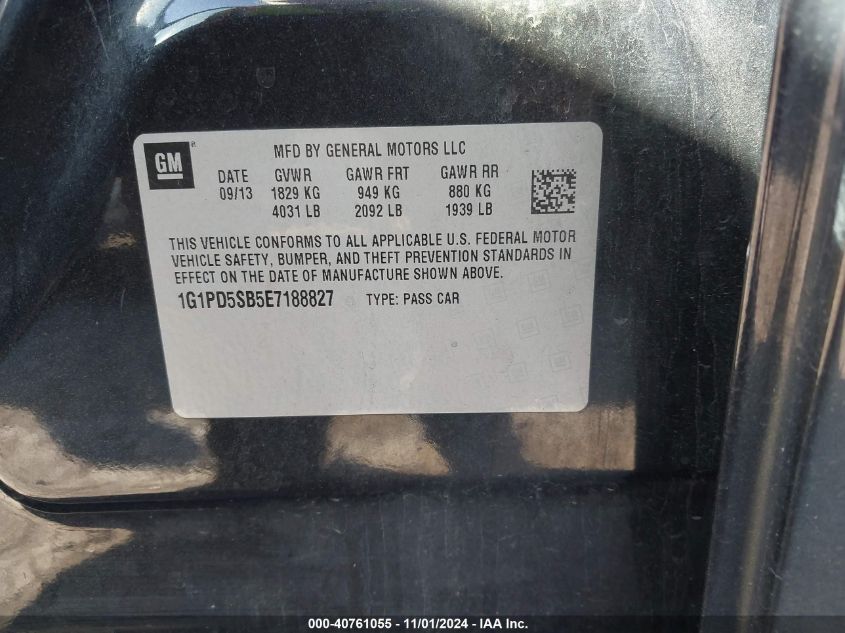 GM
MFD BY GENERAL MOTORS LLC
DATE GVWR GAWR FRT GAWR RR
09/13 1829 KG 949 KG 880 KG
4031 LB 2092 LB 1939 LB
THIS VEHICLE CONFORMS TO ALL APPLICABLE U.S. FEDERAL MOTOR
VEHICLE SAFETY, BUMPER, AND THEFT PREVENTION STANDARDS IN
EFFECT ON THE DATE OF MANUFACTURE SHOWN ABOVE.
1G1PD5SB5E7188827 TYPE: PASS CAR
000-40761055 - 11/01/2024 - IAA Inc.